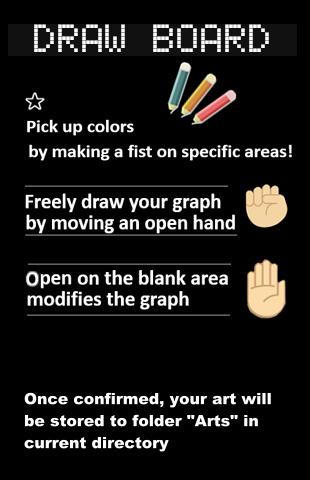 DRAW BOARD
Pick up colors
by making a fist on specific areas!
Freely draw your graph
by moving an open hand
Open on the blank area
modifies the graph
Once confirmed, your art will
be stored to folder "Arts" in
current directory